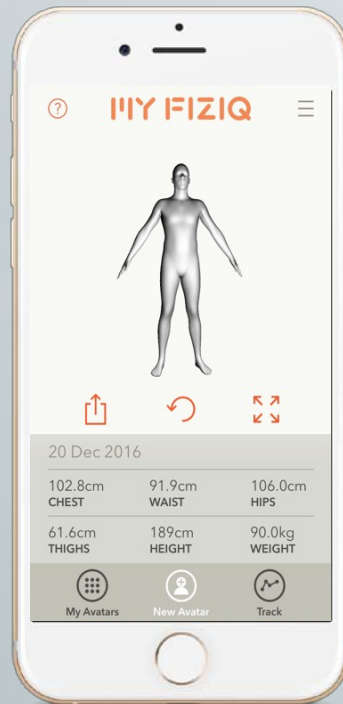 ?
MY FIZIQ
20 Dec 2016
102.8cm 91.9cm 106.0cm
CHEST WAIST HIPS
61.6cm 189cm 90.0kg
THIGHS HEIGHT WEIGHT
My Avatars New Avatar Track